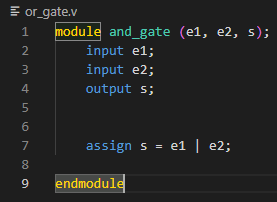 or_gate.v
1 module and_gate (e1, e2, s);
2 input e1;
3 input e2;
4 output s;
5
6
7 assign s = e1 | e2;
8
9 endmodule